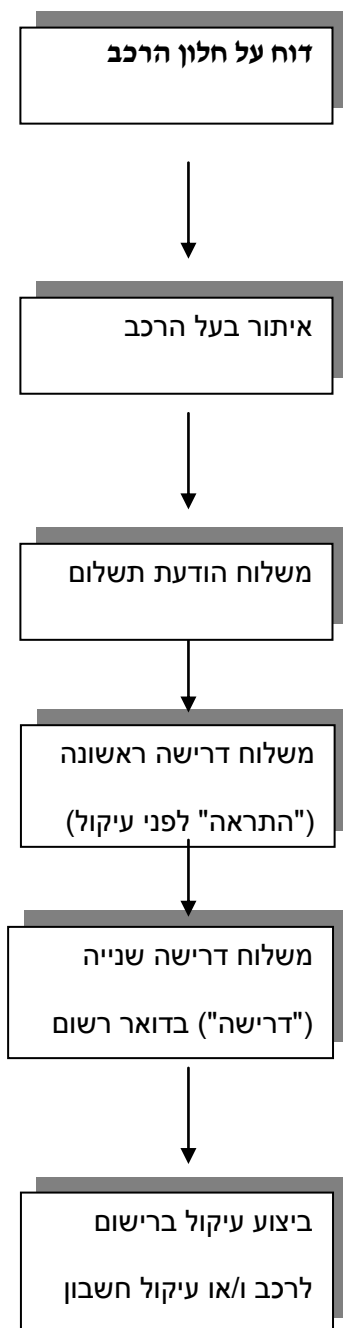 דוח על חלון הרכב
איתור בעל הרכב
משלוח הודעת תשלום
משלוח דרישה ראשונה
("התראה" לפני עיקול)
משלוח דרישה שנייה
("דרישה") בדואר רשום
ביצוע עיקול ברישום
לרכב ו/או עיקול חשבון